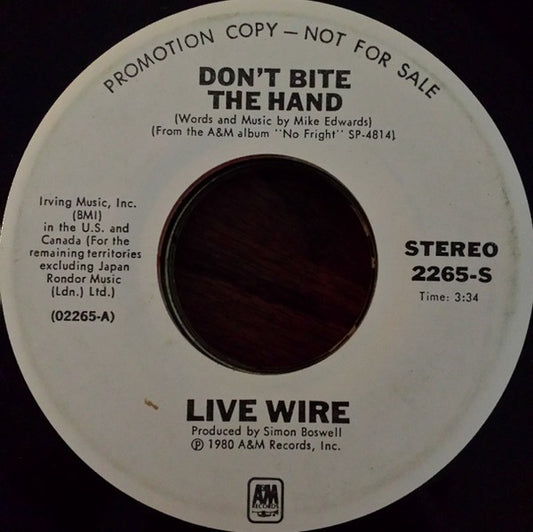 PROMOTION COPY — NOT FOR SALE
DON'T BITE
THE HAND
(Words and Music by Mike Edwards)
(From the A&M album "No Fright" SP-4814)
Irving Music, Inc.
(BMI)
in the U.S. and
Canada (For the
remaining territories
excluding Japan
Rondor Music
(Ldn.) Ltd.)
(02265-A)
STEREO
2265-S
Time: 3:34
LIVE WIRE
Produced by Simon Boswell
℗ 1980 A&M Records, Inc.
A&M
RECORDS